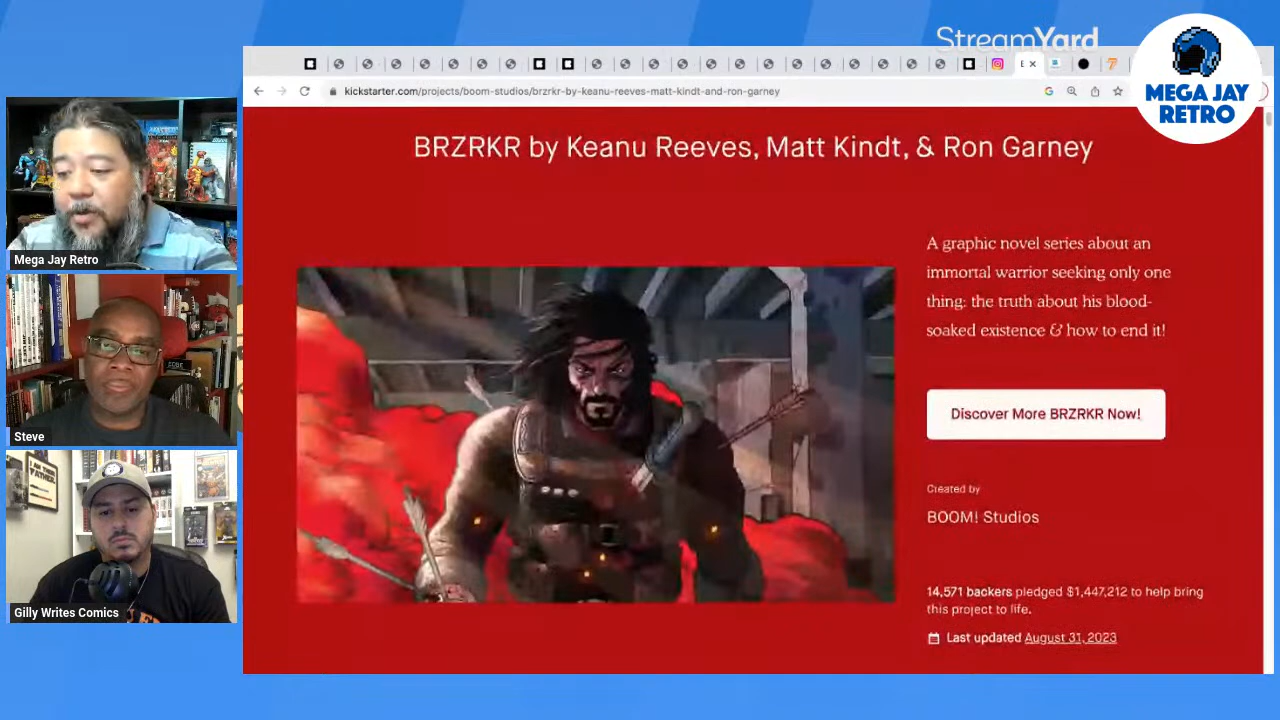 StreamYard
MEGA JAY
RETRO
kickstarter.com/projects/boom-studios/brzrkr-by-keanu-reeves-matt-kindt-and-ron-garney
BRZRKR by Keanu Reeves, Matt Kindt, & Ron Garney
A graphic novel series about an
immortal warrior seeking only one
thing: the truth about his blood-
soaked existence & how to end it!
Discover More BRZRKR Now!
Created by
BOOM! Studios
14,571 backers pledged $1,447,212 to help bring
this project to life.
Last updated August 31, 2023
Mega Jay Retro
Steve
I AM THEIR
FATHER.
Gilly Writes Comics